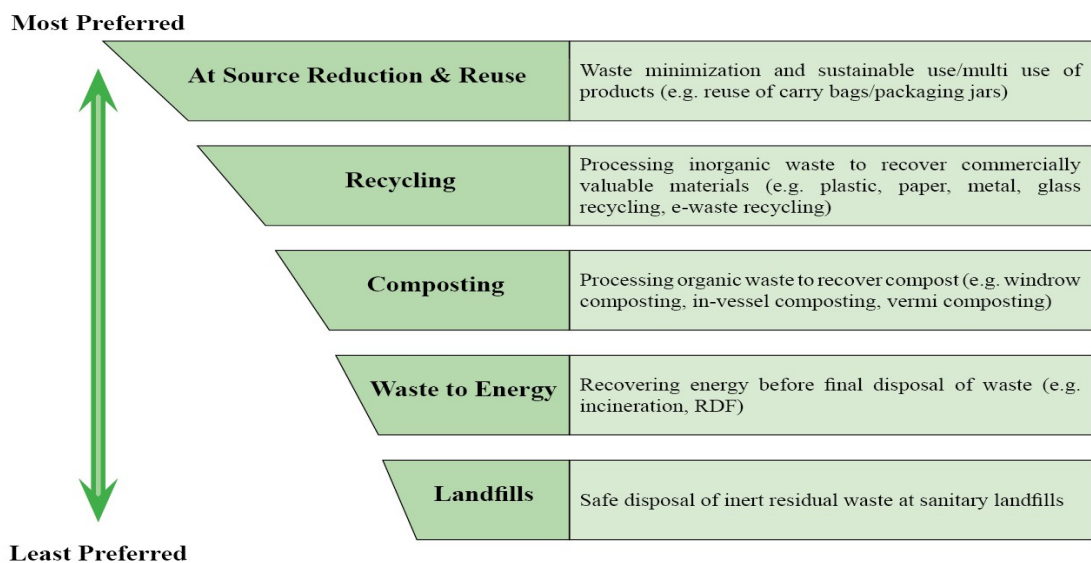 Most Preferred
At Source Reduction & Reuse
Waste minimization and sustainable use/multi use of
products (e.g. reuse of carry bags/packaging jars)
Recycling
Processing inorganic waste to recover commercially
valuable materials (e.g. plastic, paper, metal, glass
recycling, e-waste recycling)
Composting
Processing organic waste to recover compost (e.g. windrow
composting, in-vessel composting, vermi composting)
Waste to Energy
Recovering energy before final disposal of waste (e.g.
incineration, RDF)
Landfills
Safe disposal of inert residual waste at sanitary landfills
Least Preferred